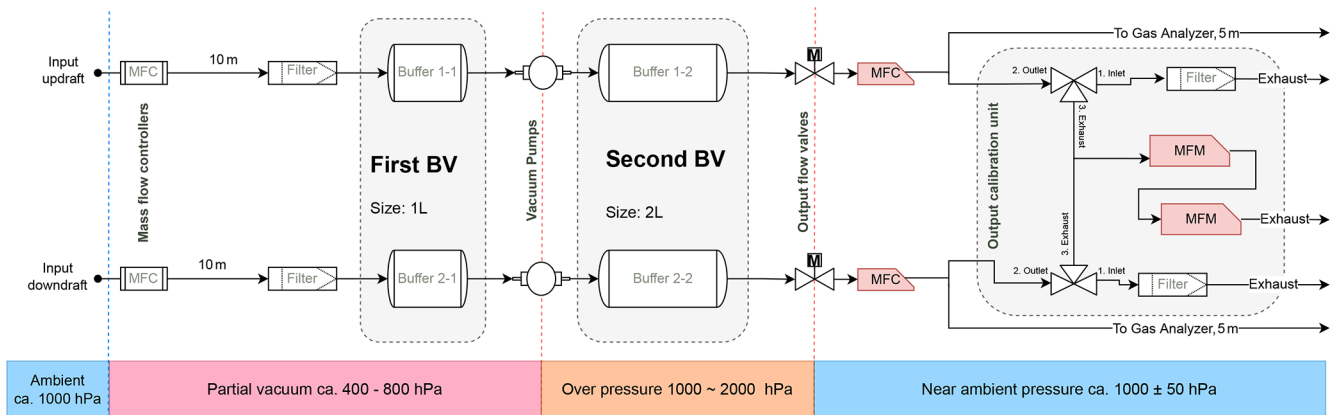 To Gas Analyzer, 5 m
Input
updraft
MFC
10 m
Filter
Buffer 1-1
Buffer 1-2
M
MFC
2. Outlet
1. Inlet
Filter
Exhaust
3. Exhaust
Mass flow controllers
First BV
Size: 1L
Vacuum Pumps
Second BV
Size: 2L
Output flow valves
Output calibration unit
MFM
MFM
Exhaust
3. Exhaust
Input
downdraft
MFC
10 m
Filter
Buffer 2-1
Buffer 2-2
M
MFC
2. Outlet
1. Inlet
Filter
Exhaust
To Gas Analyzer, 5 m
Ambient
ca. 1000 hPa
Partial vacuum ca. 400 - 800 hPa
Over pressure 1000 ~ 2000 hPa
Near ambient pressure ca. 1000 ± 50 hPa